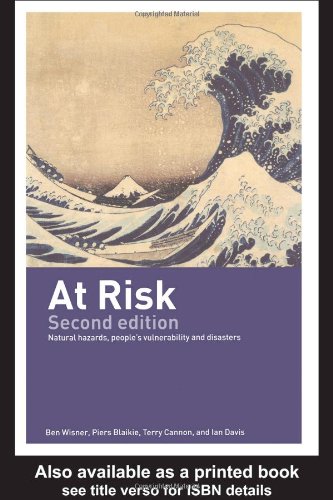 At Risk
Second edition
Natural hazards, people's vulnerability and disasters
Ben Wisner, Piers Blaikie, Terry Cannon, and Ian Davis
Also available as a printed book
see title verso for ISBN details